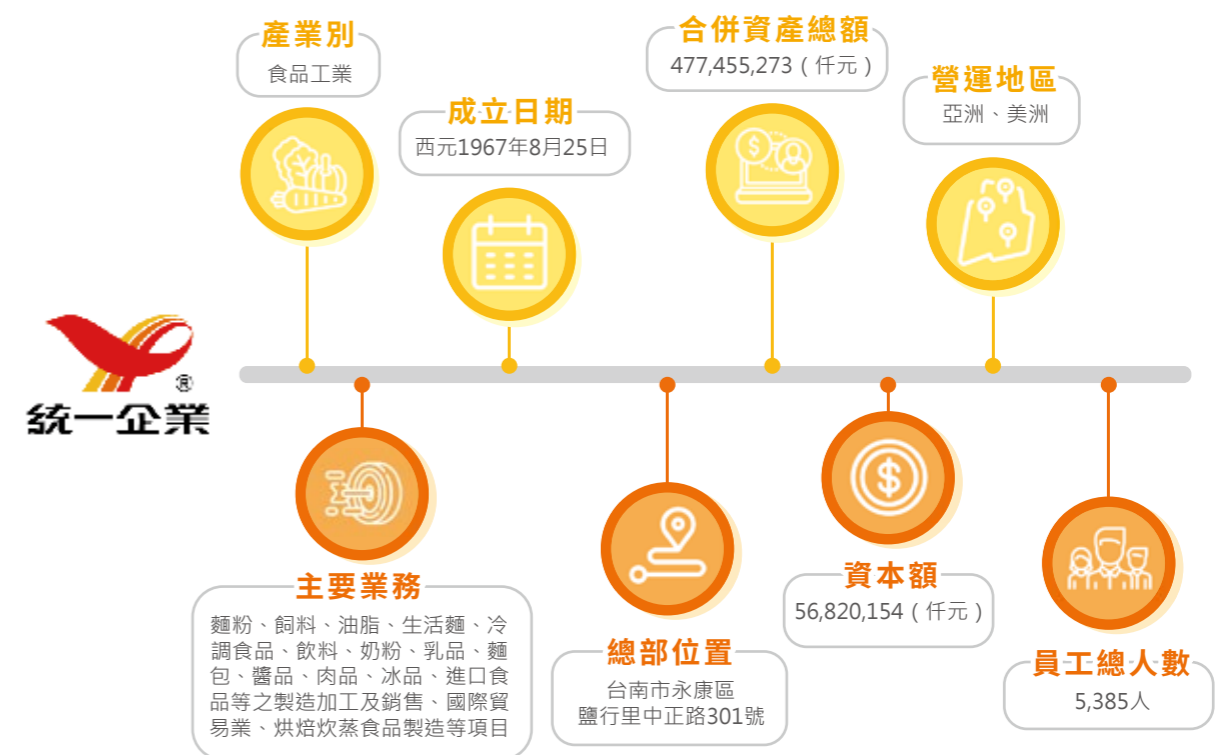 產業別
食品工業
成立日期
西元1967年8月25日
合併資產總額
477,455,273(仟元)
營運地區
亞洲、美洲
®
統一企業
主要業務
麵粉、飼料、油脂、生活麵、冷
調食品、飲料、奶粉、乳品、麵
包、醬品、肉品、冰品、進口食
品等之製造加工及銷售、國際貿
易業、烘焙炊蒸食品製造等項目
總部位置
台南市永康區
鹽行里中正路301號
資本額
56,820,154(仟元)
員工總人數
5,385人